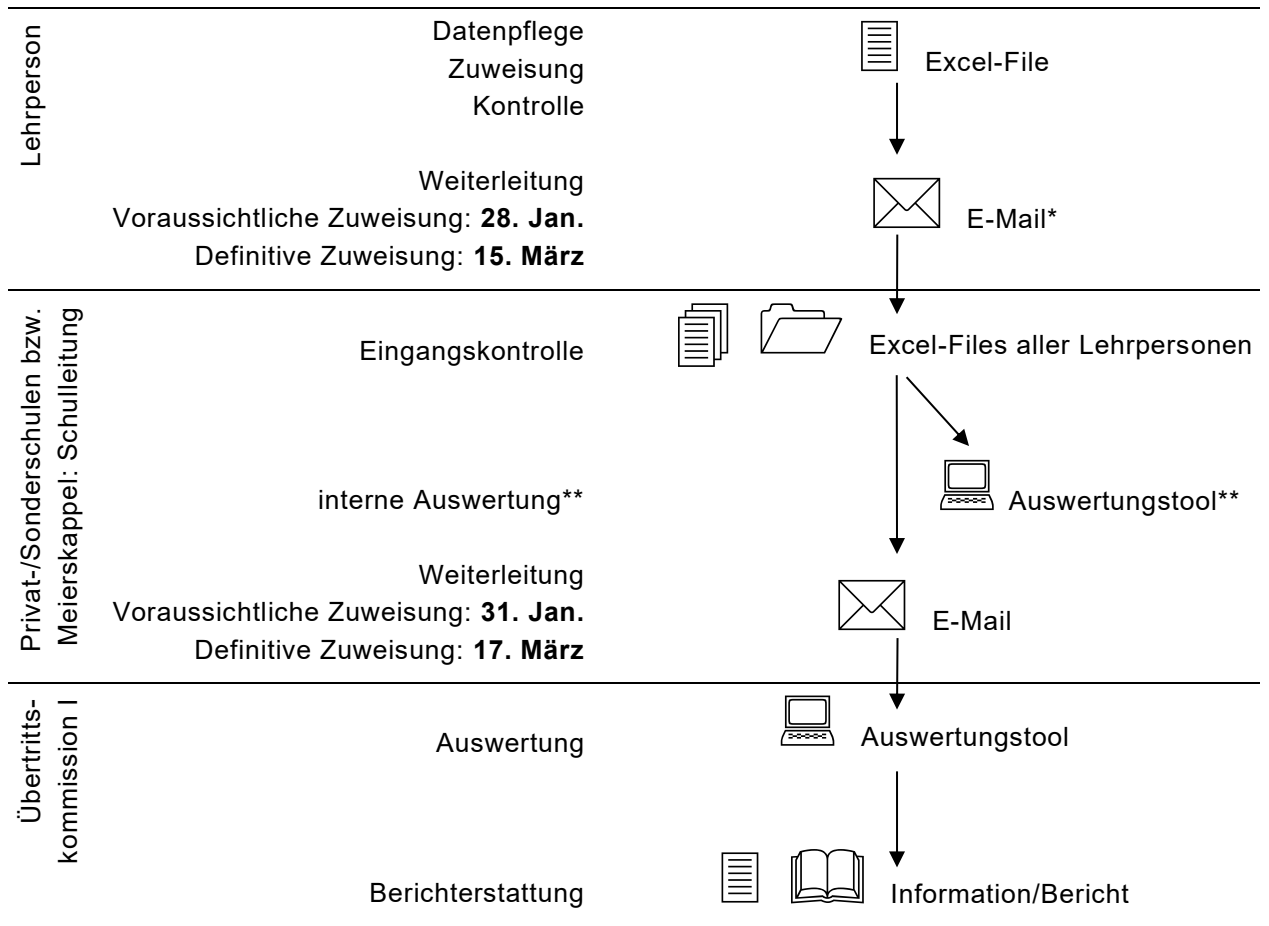 Lehrperson
Datenpflege
Excel-File
Zuweisung
Kontrolle
Weiterleitung
E-Mail*
Voraussichtliche Zuweisung: 28. Jan.
Definitive Zuweisung: 15. März
Privat-/Sonderschulen bzw.
Meierskappel: Schulleitung
Eingangskontrolle
Excel-Files aller Lehrpersonen
interne Auswertung**
Auswertungstool**
Weiterleitung
E-Mail
Voraussichtliche Zuweisung: 31. Jan.
Definitive Zuweisung: 17. März
Übertritts-
kommission I
Auswertung
Auswertungstool
Berichterstattung
Information/Bericht